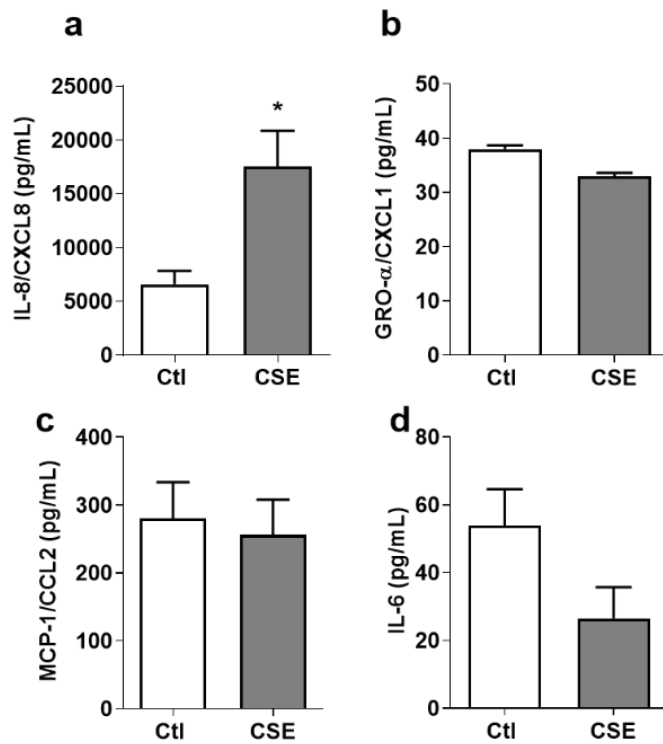 a
IL-8/CXCL8 (pg/mL)
25000
20000
15000
10000
5000
0
*
Ctl
CSE
b
GRO-α/CXCL1 (pg/mL)
50
40
30
20
10
0
Ctl
CSE
c
MCP-1/CCL2 (pg/mL)
400
300
200
100
0
Ctl
CSE
d
IL-6 (pg/mL)
80
60
40
20
0
Ctl
CSE